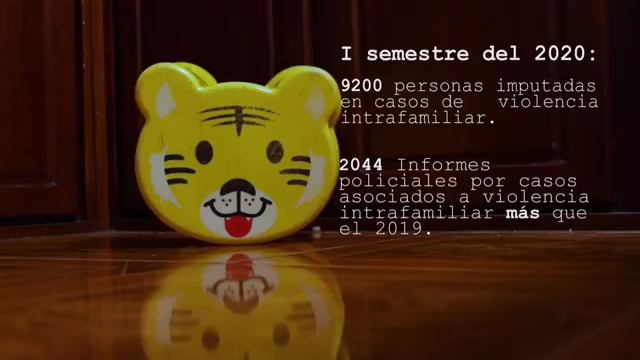 I semestre del 2020:
9200 personas imputadas
en casos de violencia
intrafamiliar.
2044 Informes
policiales por casos
asociados a violencia
intrafamiliar más que
el 2019.